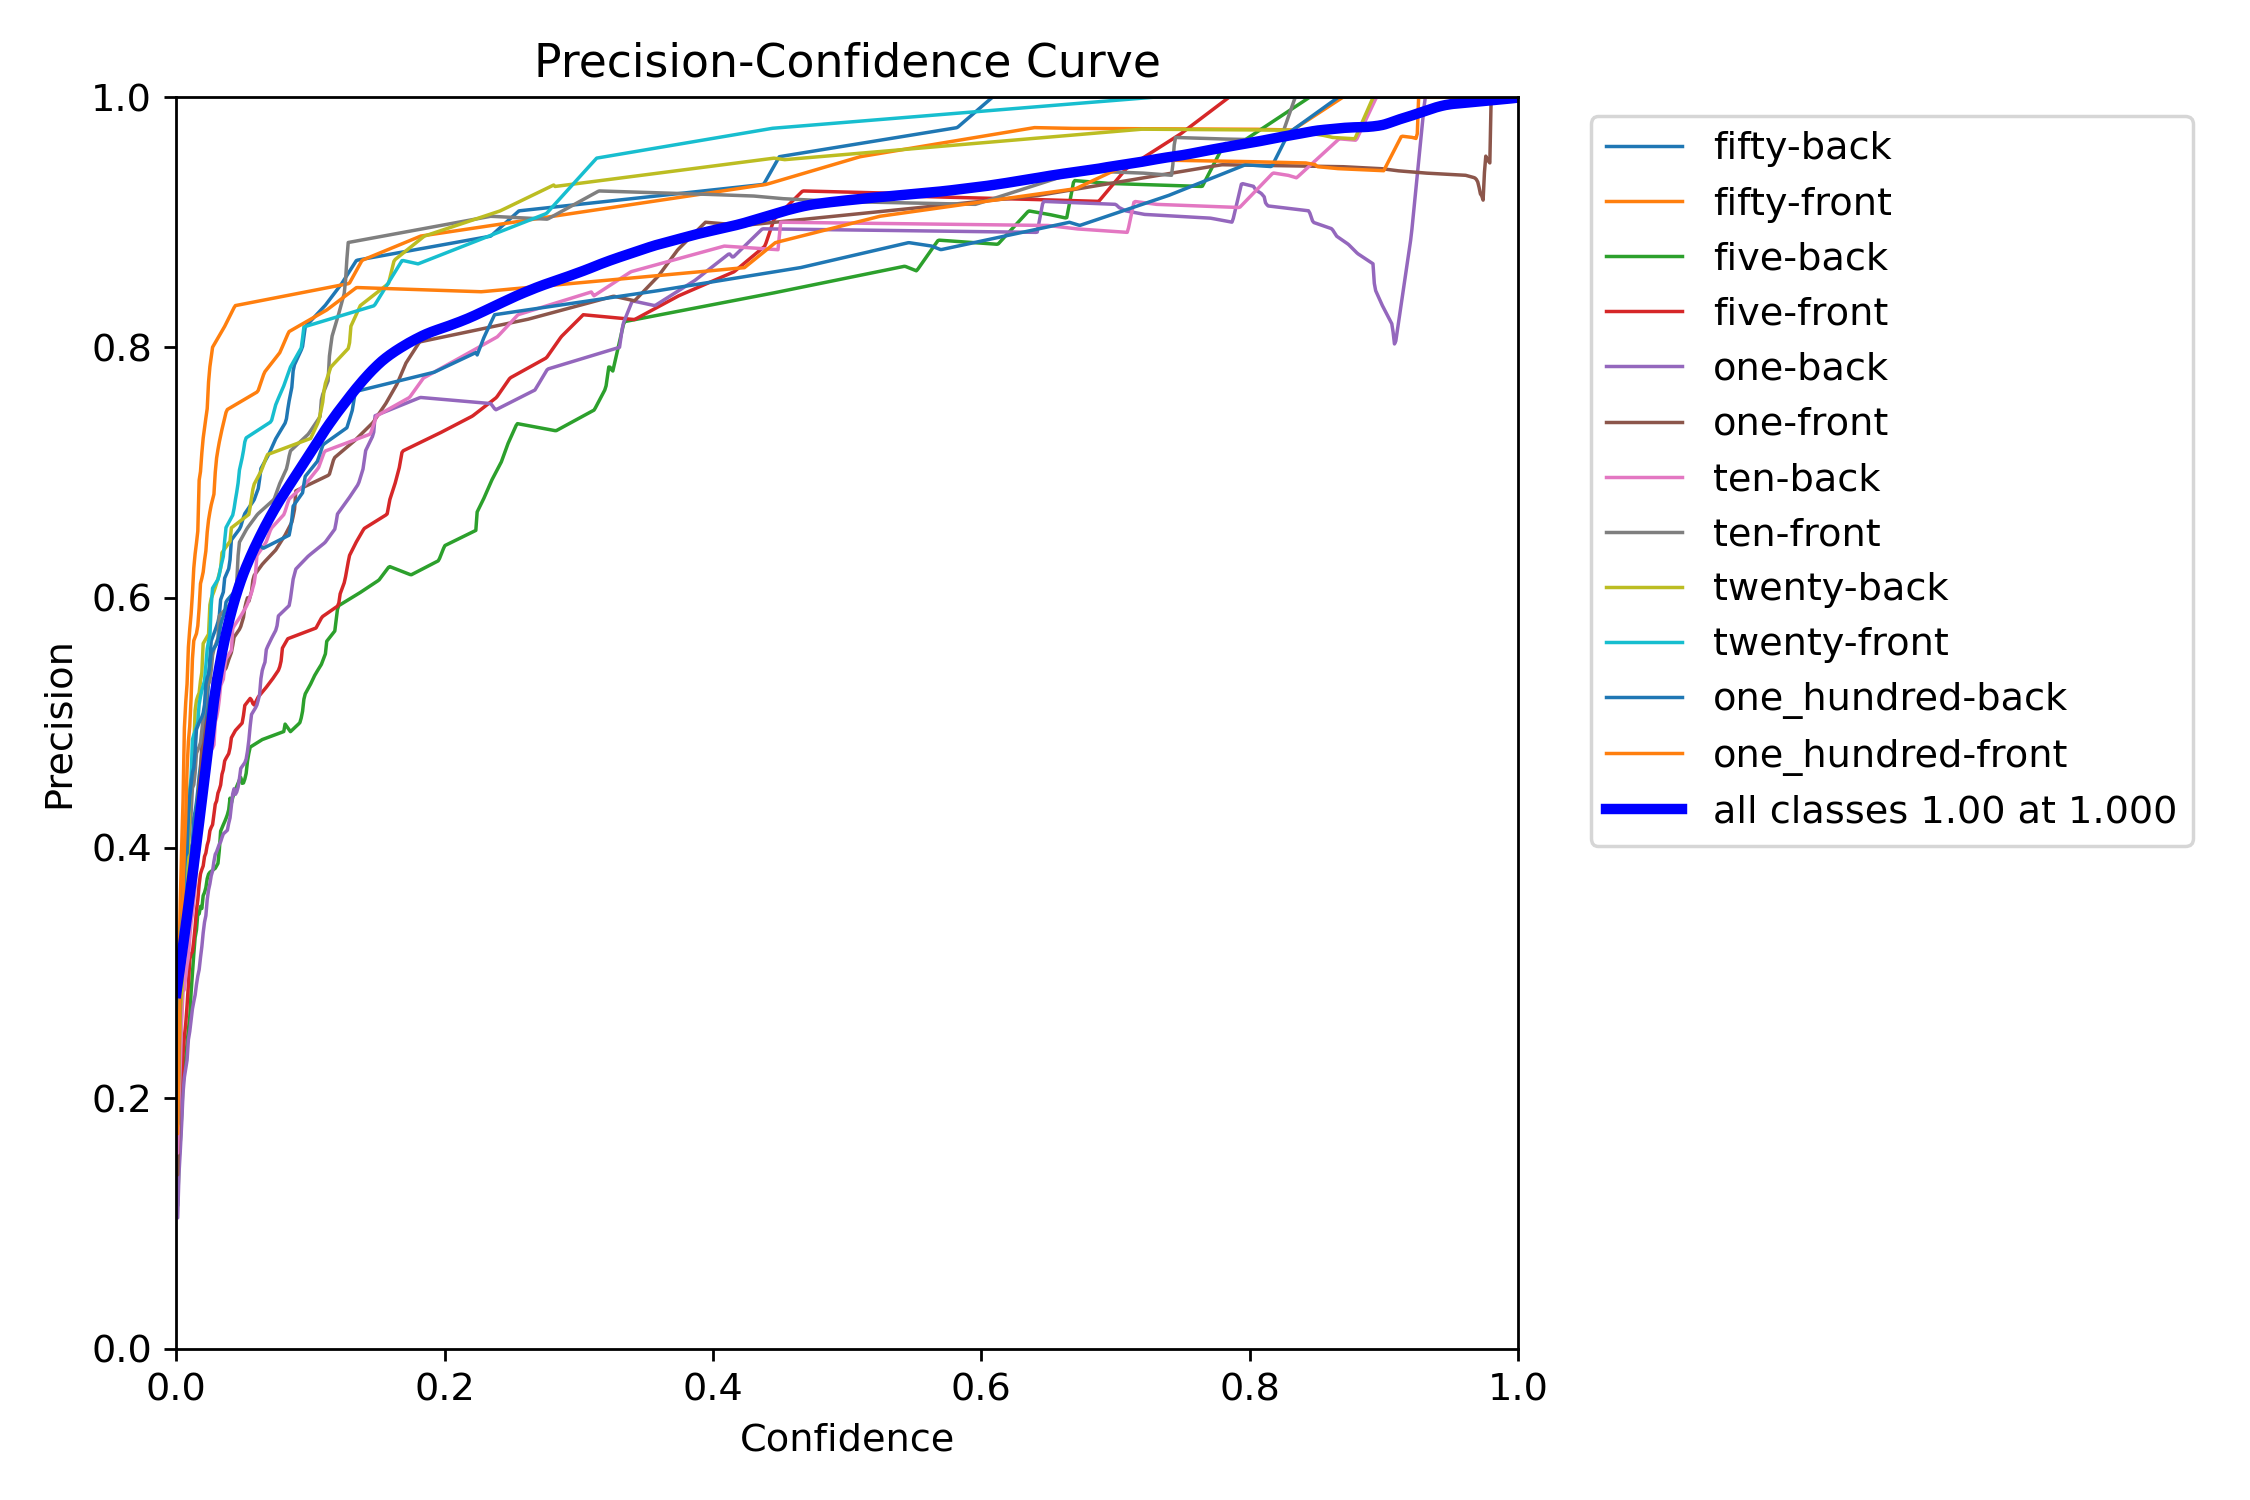 Precision-Confidence Curve
1.0
0.8
0.6
0.4
0.2
0.0
Precision
0.0 0.2 0.4 0.6 0.8 1.0
Confidence
fifty-back
fifty-front
five-back
five-front
one-back
one-front
ten-back
ten-front
twenty-back
twenty-front
one_hundred-back
one_hundred-front
all classes 1.00 at 1.000